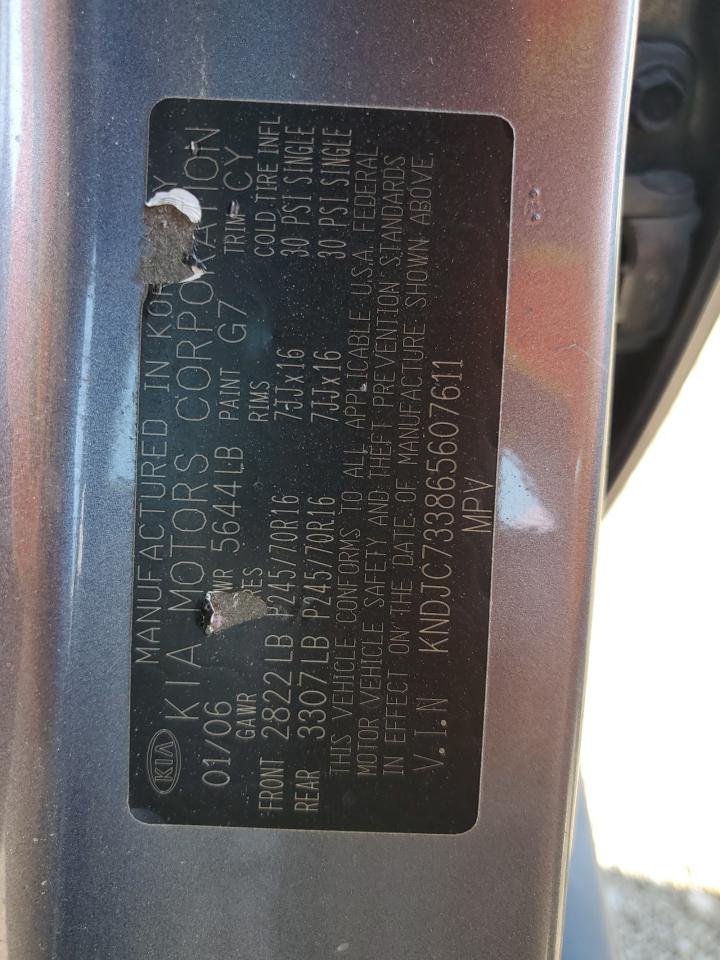 KIA
MANUFACTURED IN
KIA MOTORS CORPORATION
01/06 5644LB PAINT G7 TRIM CY
GAWR RIMS COLD TIRE INFL
FRONT 2822LB P245/70R16 7JJx16 30 PSI SINGLE
REAR 3307LB P245/70R16 7JJx16 30 PSI SINGLE
THIS VEHICLE CONFORMS TO ALL APPLICABLE U.S.A. FEDERAL
MOTOR VEHICLE SAFETY AND THEFT PREVENTION STANDARDS
IN EFFECT ON THE DATE OF MANUFACTURE SHOWN ABOVE.
V.I.N KNDJC733865607611
MPV